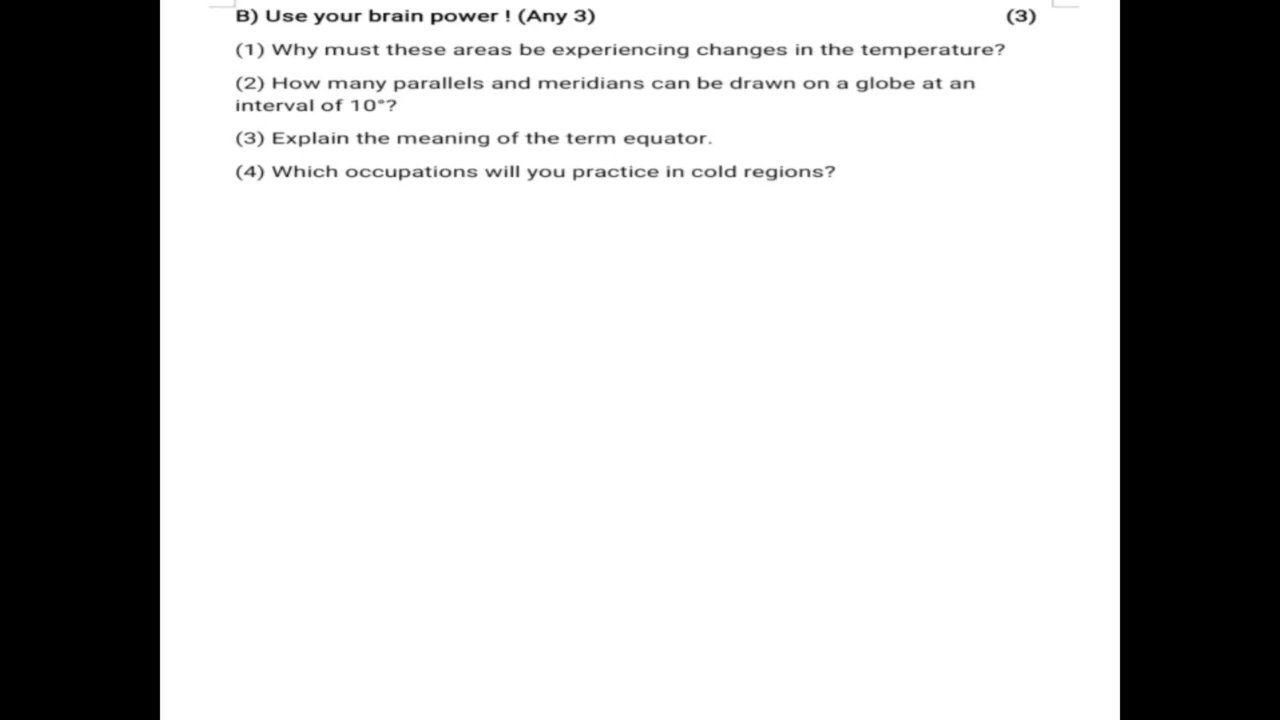 B) Use your brain power ! (Any 3) (3)
(1) Why must these areas be experiencing changes in the temperature?
(2) How many parallels and meridians can be drawn on a globe at an
interval of 10°?
(3) Explain the meaning of the term equator.
(4) Which occupations will you practice in cold regions?